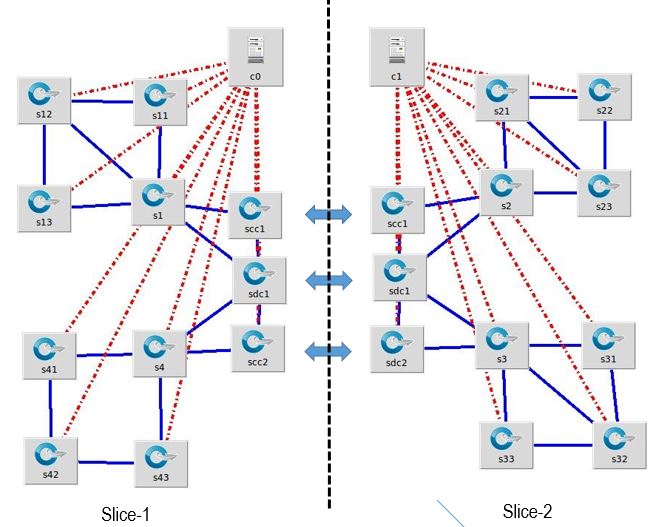 c0
c1
s12
s11
s21
s22
s13
s1
scc1
scc1
s2
s23
sdc1
sdc1
s41
s4
scc2
sdc2
s3
s31
s42
s43
s33
s32
Slice-1
Slice-2